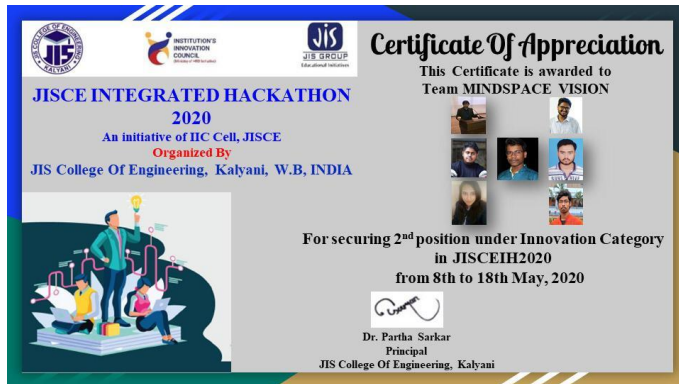 JIS COLLEGE OF ENGINEERING
KALYANI
INSTITUTION'S
INNOVATION
COUNCIL
JIS
JIS GROUP
Educational Initiatives
JISCE INTEGRATED HACKATHON
2020
An initiative of IIC Cell, JISCE
Organized By
JIS College Of Engineering, Kalyani, W.B, INDIA
Certificate Of Appreciation
This Certificate is awarded to
Team MINDSPACE VISION
For securing 2nd position under Innovation Category
in JISCEIH2020
from 8th to 18th May, 2020
Dr. Partha Sarkar
Principal
JIS College Of Engineering, Kalyani